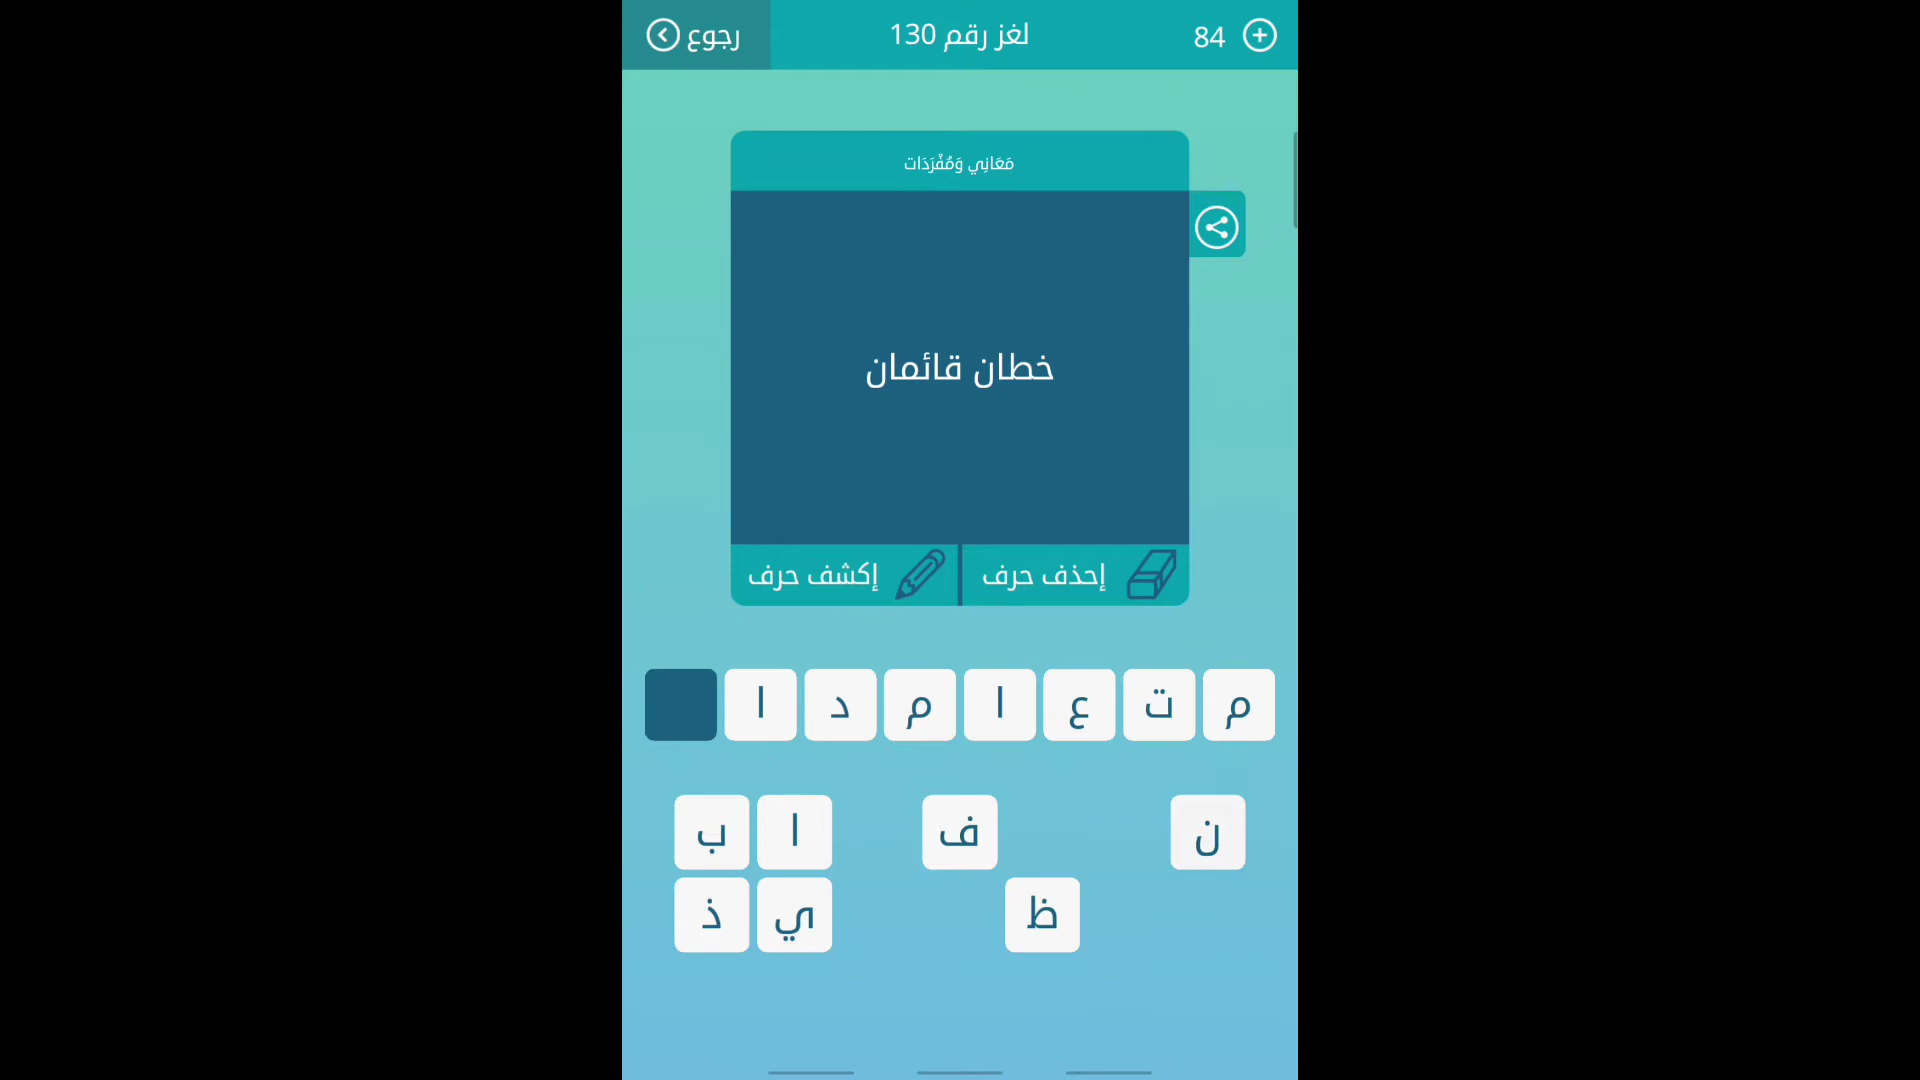 رجوع لغز رقم 130 84
مَعَانِي وَمُفْرَدَات
خطان قائمان
إحذف حرف إكشف حرف
م ت ع ا م د ا
ن ف ا ب
ظ ي ذ